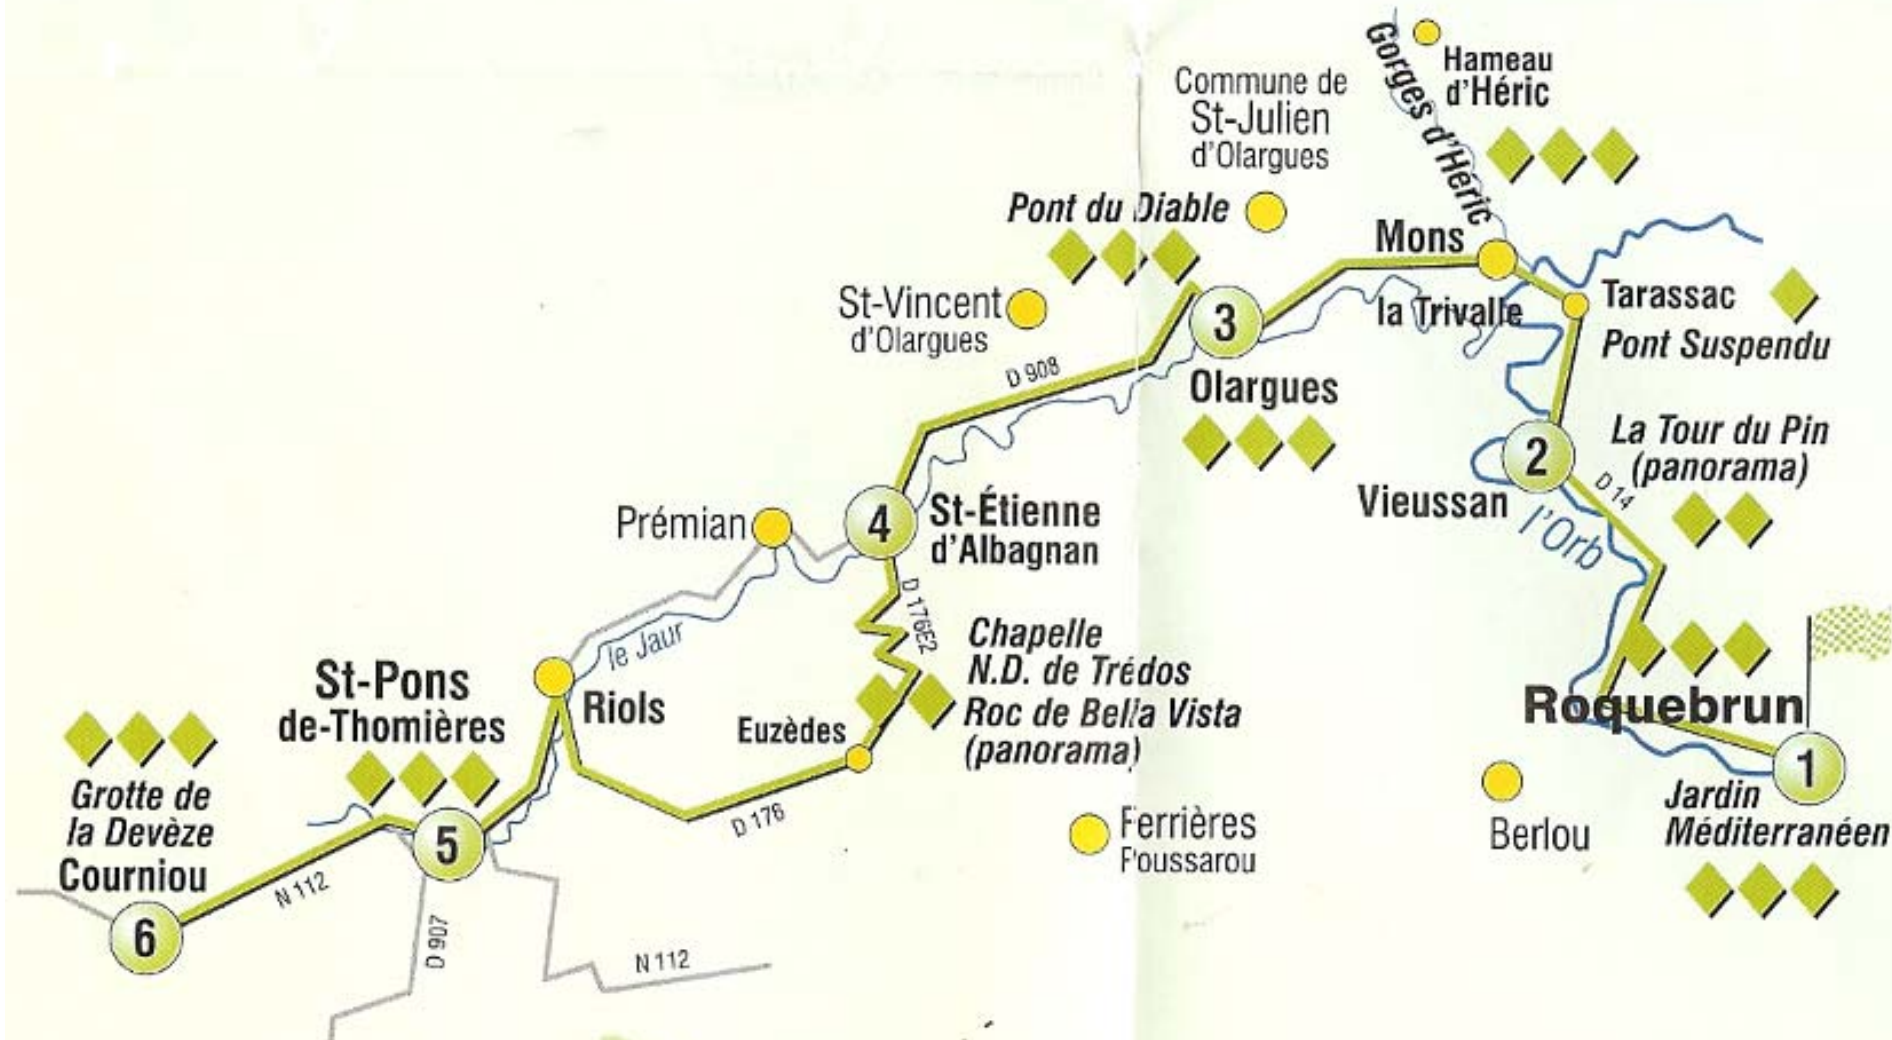 Hameau
d'Héric
Gorges d'Héric
Commune de
St-Julien
d'Olargues
Pont du Diable
Mons
la Trivalle
Tarassac
Pont Suspendu
St-Vincent
d'Olargues
3
Olargues
D 908
2
Vieussan
La Tour du Pin
(panorama)
D 14
l'Orb
Prémian
4
St-Étienne
d'Albagnan
D 176E2
le Jaur
Chapelle
N.D. de Trédos
Roc de Bella Vista
(panorama)
Roquebrun
1
Jardin
Méditerranéen
Berlou
Ferrières
Poussarou
Euzèdes
D 176
Riols
St-Pons
de-Thomières
5
Grotte de
la Devèze
Courniou
6
N 112
D 907
N 112